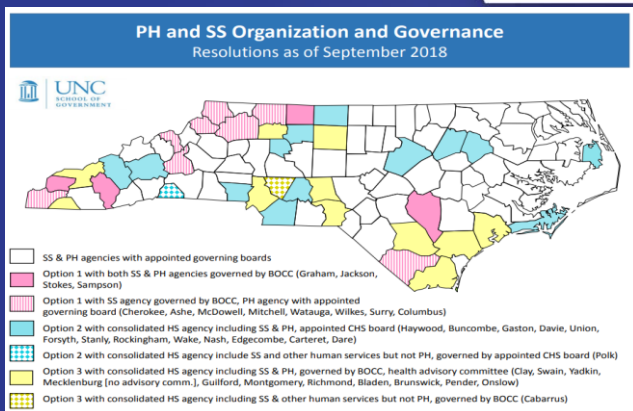 PH and SS Organization and Governance
Resolutions as of September 2018
UNC
SCHOOL OF
GOVERNMENT
SS & PH agencies with appointed governing boards
Option 1 with both SS & PH agencies governed by BOCC (Graham, Jackson,
Stokes, Sampson)
Option 1 with SS agency governed by BOCC, PH agency with appointed
governing board (Cherokee, Ashe, McDowell, Mitchell, Watauga, Wilkes, Surry, Columbus)
Option 2 with consolidated HS agency including SS & PH, appointed CHS board (Haywood, Buncombe, Gaston, Davie, Union,
Forsyth, Stanly, Rockingham, Wake, Nash, Edgecombe, Carteret, Dare)
Option 2 with consolidated HS agency include SS and other human services but not PH, governed by appointed CHS board (Polk)
Option 3 with consolidated HS agency including SS & PH, governed by BOCC, health advisory committee (Clay, Swain, Yadkin,
Mecklenburg [no advisory comm.], Guilford, Montgomery, Richmond, Bladen, Brunswick, Pender, Onslow)
Option 3 with consolidated HS agency including SS & other human services but not PH, governed by BOCC (Cabarrus)